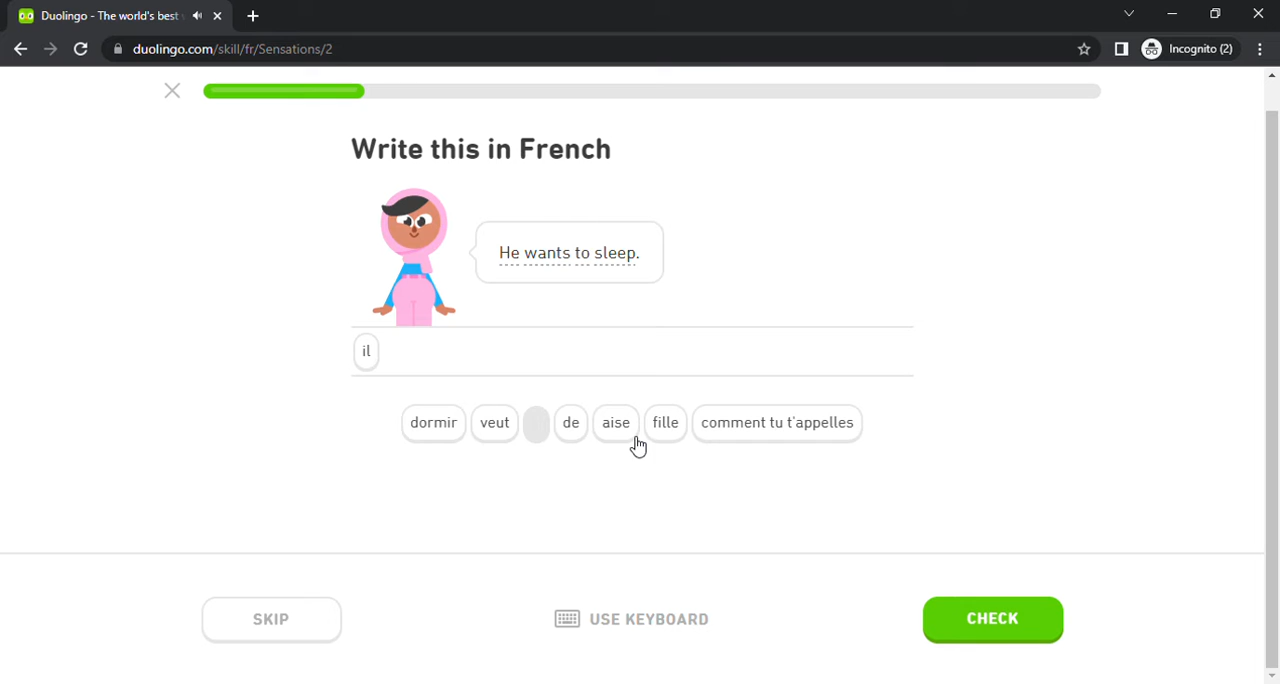 Duolingo - The world's best
duolingo.com/skill/fr/Sensations/2
Incognito (2)
Write this in French
He wants to sleep.
il
dormir veut de aise fille comment tu t'appelles
SKIP USE KEYBOARD CHECK